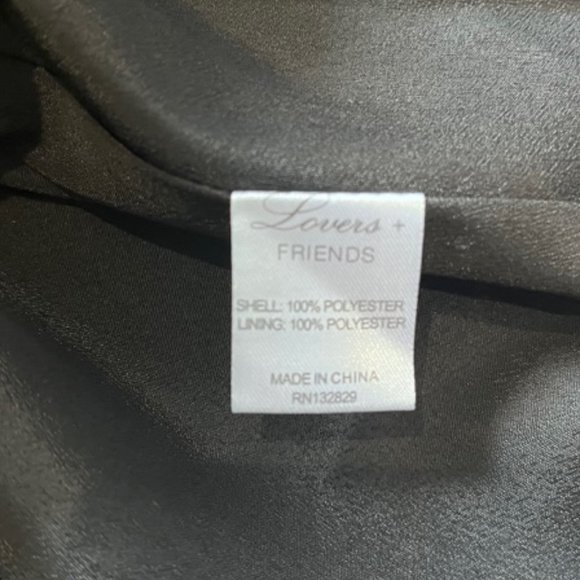 Lovers +
FRIENDS
SHELL: 100% POLYESTER
LINING: 100% POLYESTER
MADE IN CHINA
RN132829